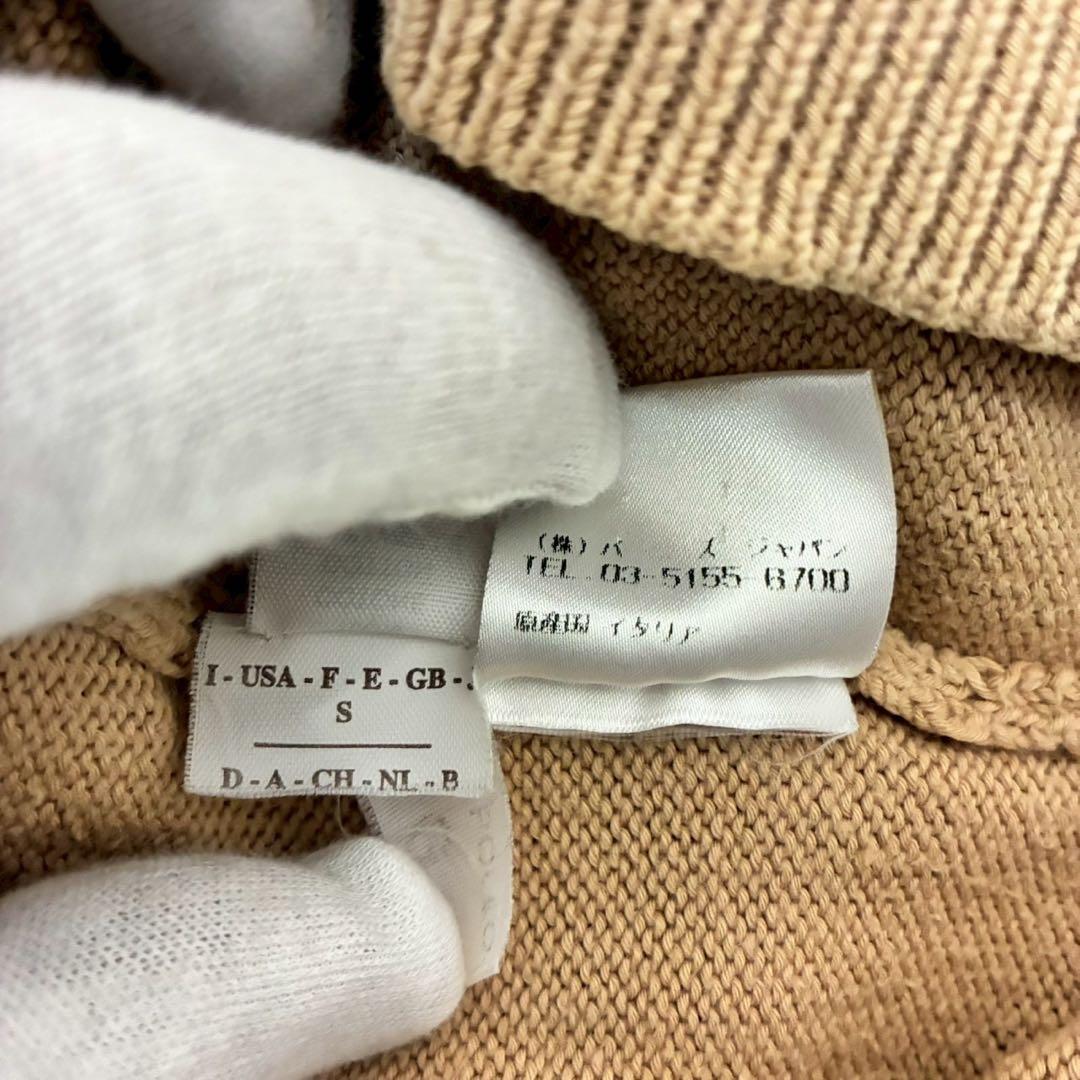 (株) バ ズ ジャパン
TEL 03-5155-6700
原産国 イタリア
I - USA - F - E - GB -
S
D - A - CH - NL - B